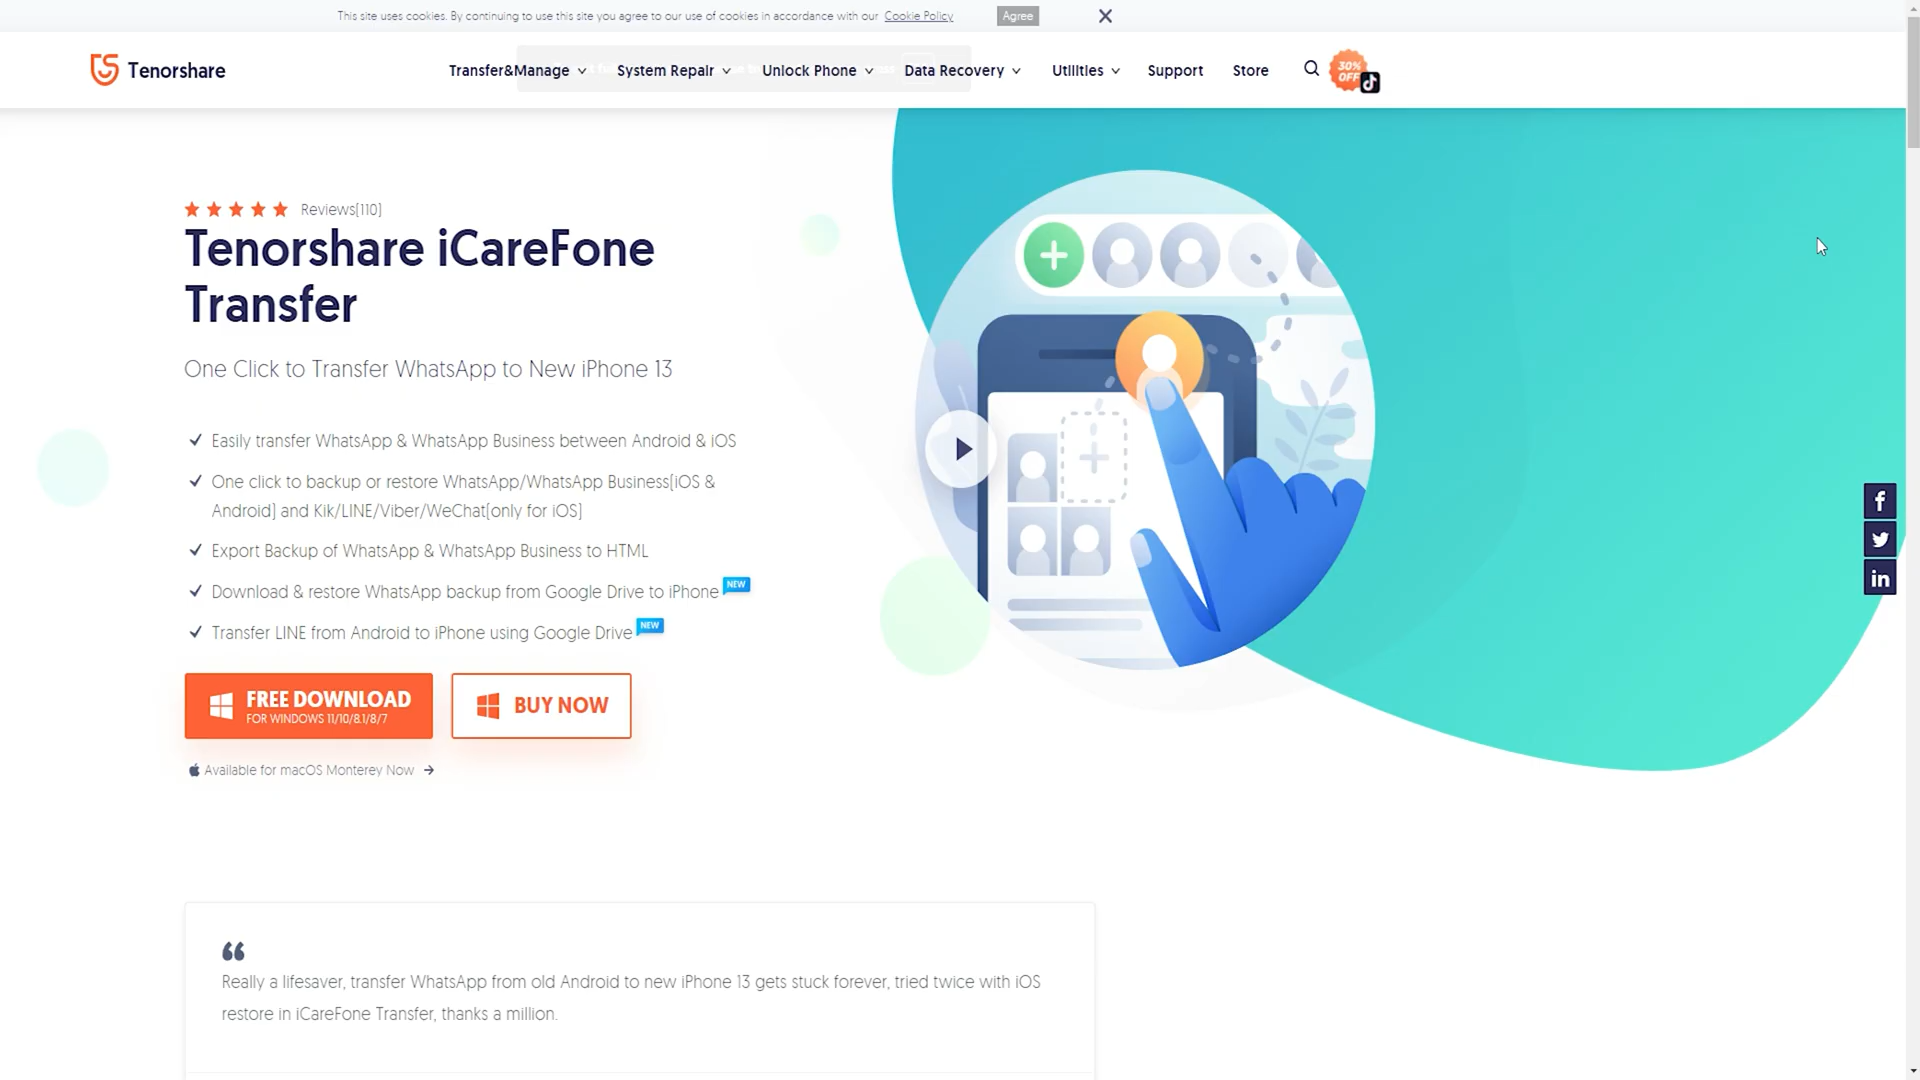 This site uses cookies. By continuing to use this site you agree to our use of cookies in accordance with our Cookie Policy
Agree
Tenorshare
Transfer&Manage
System Repair
Unlock Phone
Data Recovery
Utilities
Support
Store
30%
OFF
Reviews(110)
Tenorshare iCareFone
Transfer
One Click to Transfer WhatsApp to New iPhone 13
Easily transfer WhatsApp & WhatsApp Business between Android & iOS
One click to backup or restore WhatsApp/WhatsApp Business(iOS &
Android) and Kik/LINE/Viber/WeChat(only for iOS)
Export Backup of WhatsApp & WhatsApp Business to HTML
Download & restore WhatsApp backup from Google Drive to iPhone NEW
Transfer LINE from Android to iPhone using Google Drive NEW
FREE DOWNLOAD
FOR WINDOWS 11/10/8.1/8/7
BUY NOW
Available for macOS Monterey Now
Really a lifesaver, transfer WhatsApp from old Android to new iPhone 13 gets stuck forever, tried twice with iOS
restore in iCareFone Transfer, thanks a million.